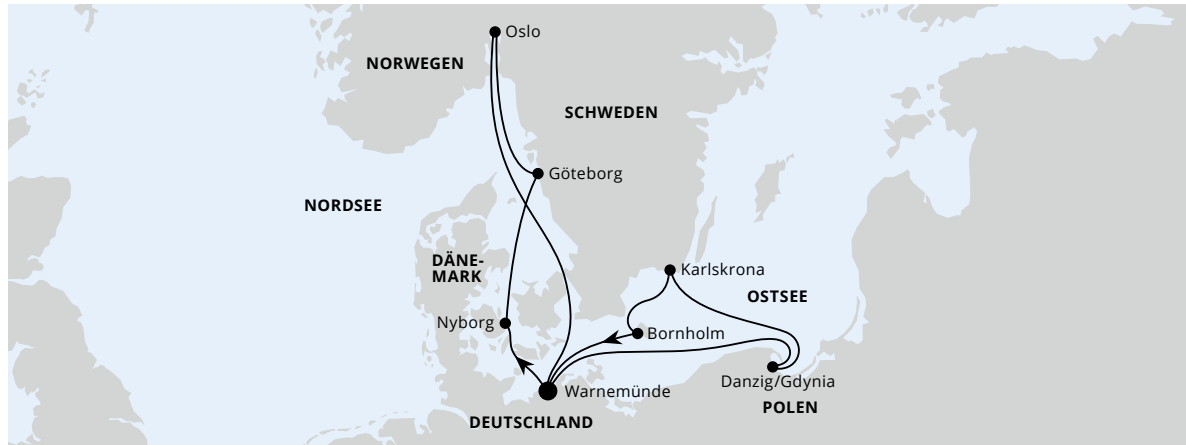 Oslo
NORWEGEN
SCHWEDEN
Göteborg
NORDSEE
DÄNE-
MARK
Karlskrona
OSTSEE
Nyborg
Bornholm
Danzig/Gdynia
Warnemünde
POLEN
DEUTSCHLAND